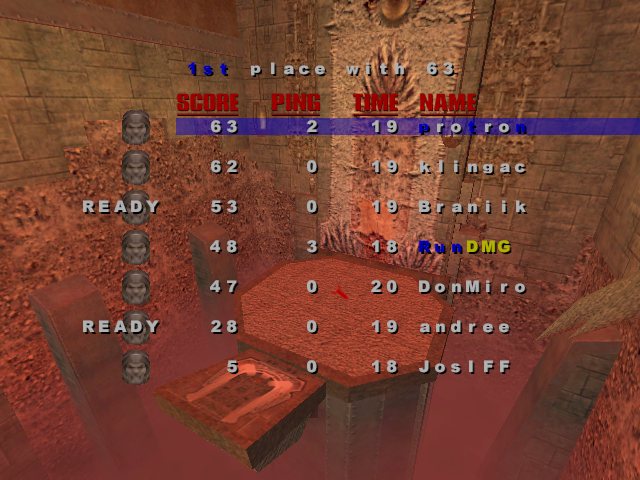 1st place with 63
SCORE PING TIME NAME
63 2 19 protron
62 0 19 klingac
READY 53 0 19 Braniik
48 3 18 RunDMG
47 0 20 DonMiro
READY 28 0 19 andree
5 0 18 JosIFF